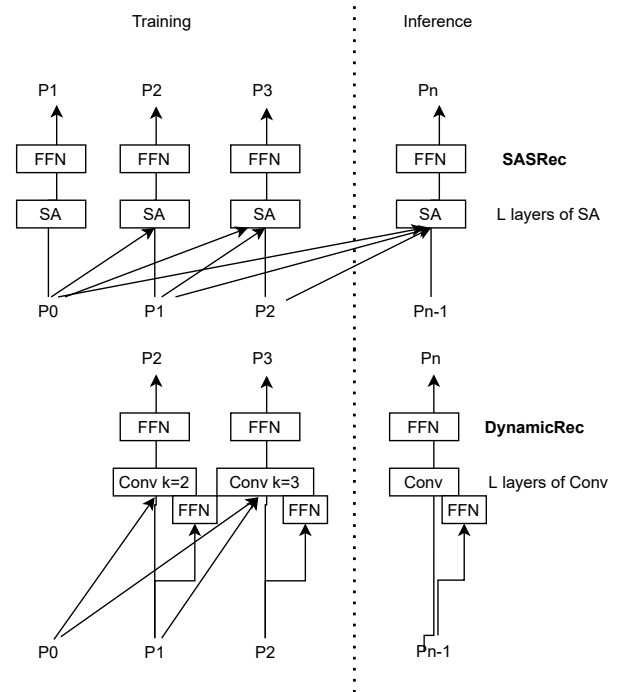 Training Inference
P1 P2 P3 Pn
FFN FFN FFN FFN SASRec
SA SA SA SA L layers of SA
P0 P1 P2 Pn-1
P2 P3 Pn
FFN FFN FFN DynamicRec
Conv k=2 Conv k=3 Conv L layers of Conv
FFN FFN FFN
P0 P1 P2 Pn-1